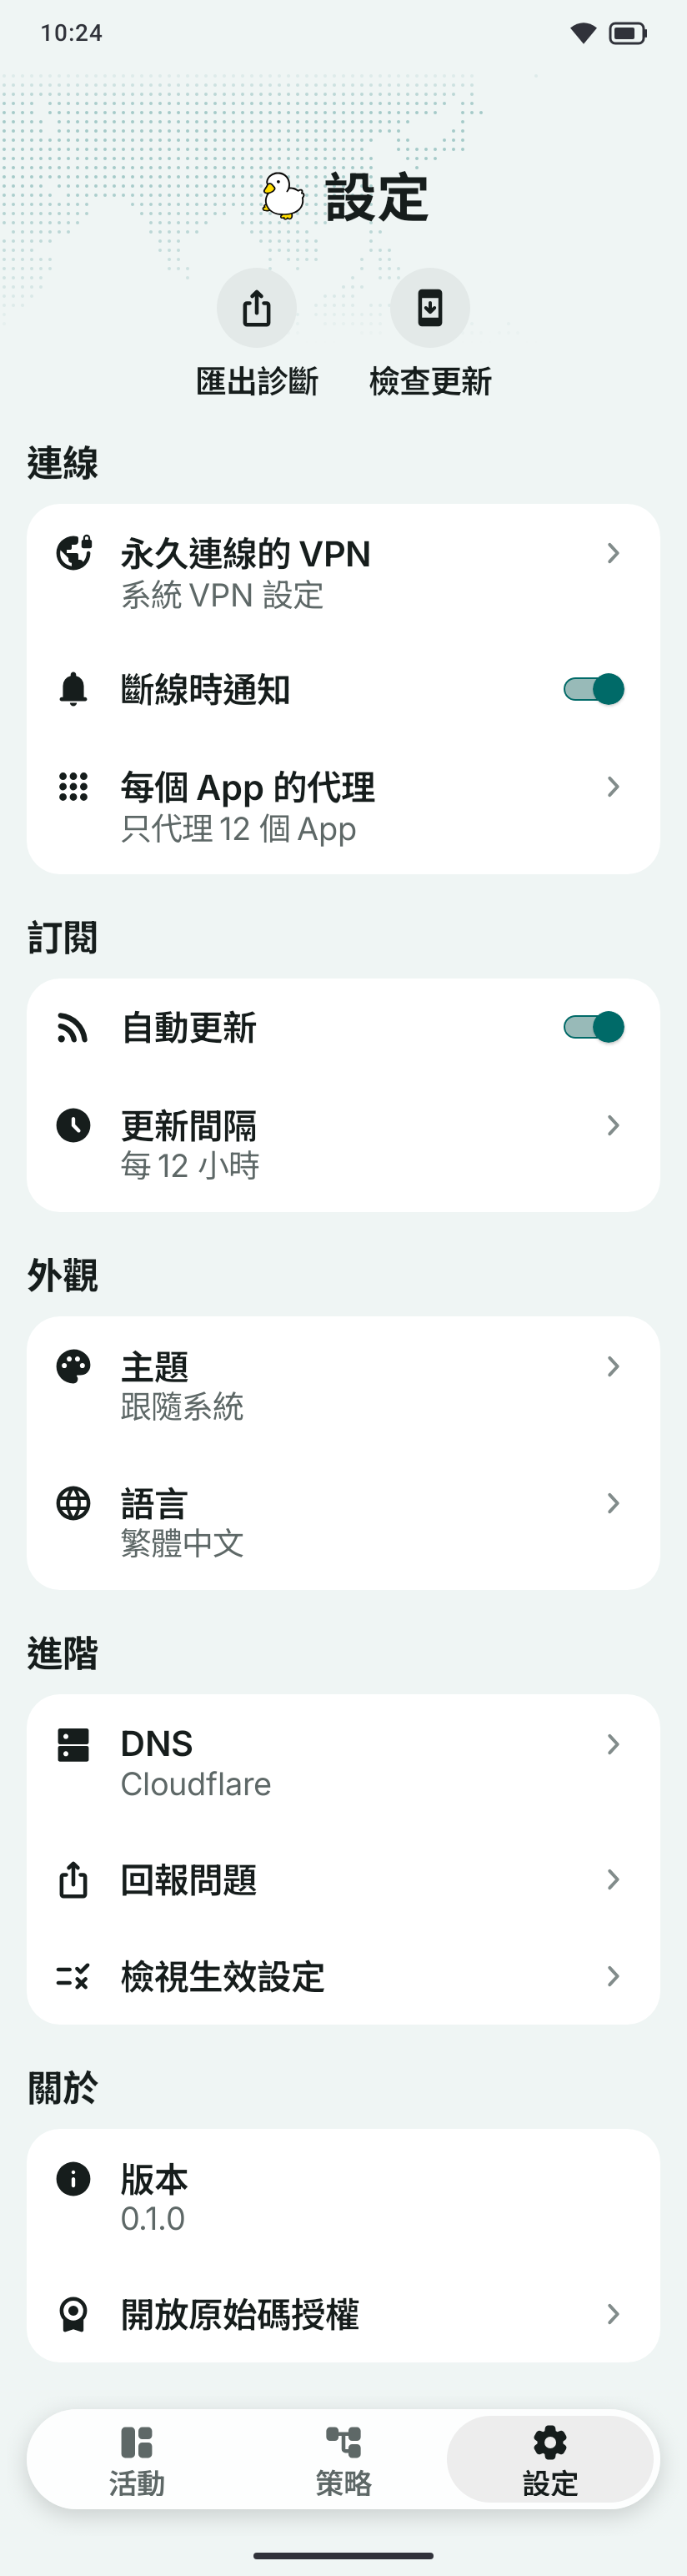 10:24
設定
匯出診斷
檢查更新
連線
永久連線的 VPN
系統 VPN 設定
斷線時通知
每個 App 的代理
只代理 12 個 App
訂閱
自動更新
更新間隔
每 12 小時
外觀
主題
跟隨系統
語言
繁體中文
進階
DNS
Cloudflare
回報問題
檢視生效設定
關於
版本
0.1.0
開放原始碼授權
活動
策略
設定